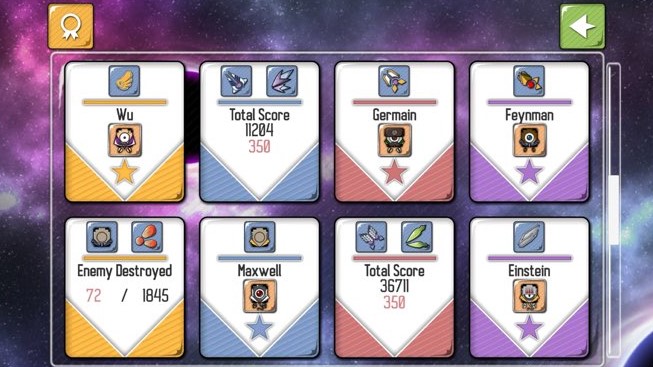 Wu
Total Score
11204
350
Germain
Feynman
Enemy Destroyed
72 / 1845
Maxwell
Total Score
36711
350
Einstein